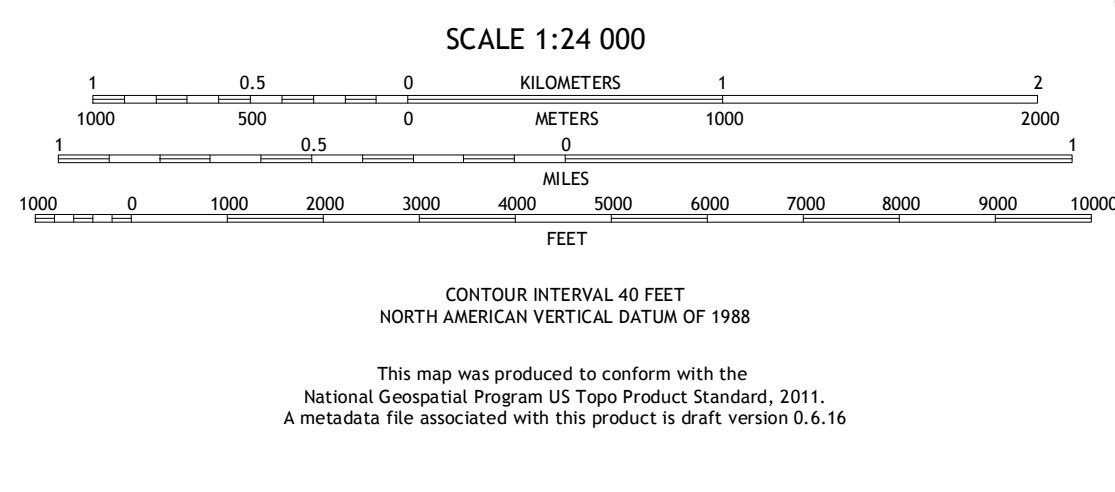 SCALE 1:24 000
1 0.5 0 KILOMETERS 1 2
1000 500 0 METERS 1000 2000
1 0.5 0 1
MILES
1000 0 1000 2000 3000 4000 5000 6000 7000 8000 9000 10000
FEET
CONTOUR INTERVAL 40 FEET
NORTH AMERICAN VERTICAL DATUM OF 1988
This map was produced to conform with the
National Geospatial Program US Topo Product Standard, 2011.
A metadata file associated with this product is draft version 0.6.16